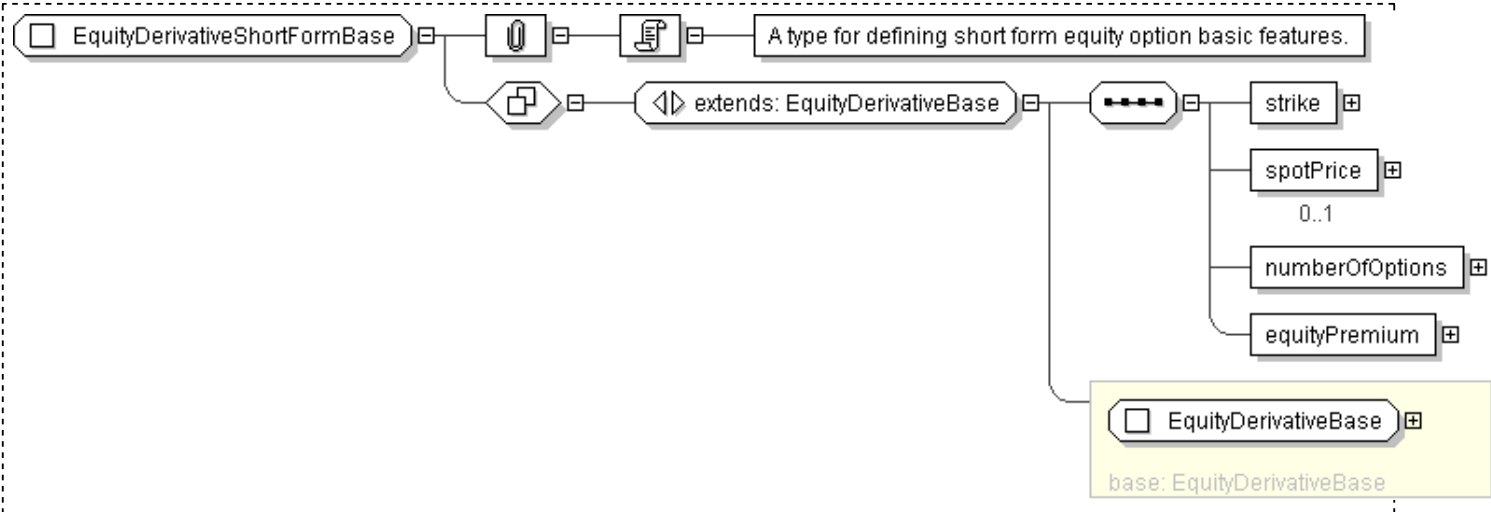 EquityDerivativeShortFormBase
A type for defining short form equity option basic features.
extends: EquityDerivativeBase
strike
spotPrice
0..1
numberOfOptions
equityPremium
EquityDerivativeBase
base: EquityDerivativeBase